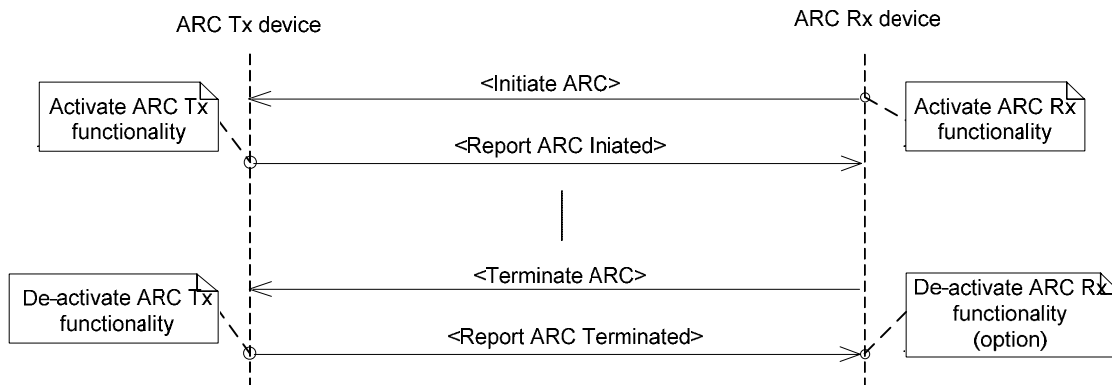 ARC Tx device
ARC Rx device
<Initiate ARC>
Activate ARC Tx
functionality
Activate ARC Rx
functionality
<Report ARC Iniated>
<Terminate ARC>
De-activate ARC Tx
functionality
De-activate ARC Rx
functionality
(option)
<Report ARC Terminated>